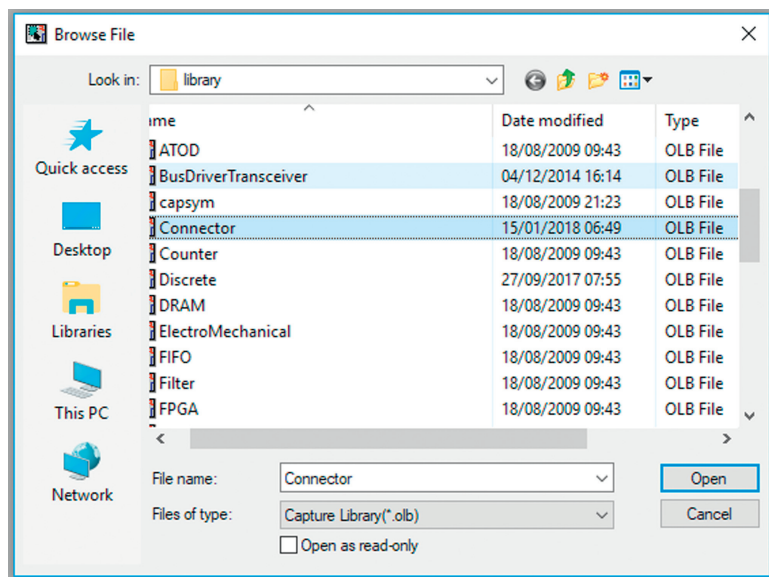 Browse File
Look in: library
ame Date modified Type
ATOD 18/08/2009 09:43 OLB File
BusDriverTransceiver 04/12/2014 16:14 OLB File
capsym 18/08/2009 21:23 OLB File
Connector 15/01/2018 06:49 OLB File
Counter 18/08/2009 09:43 OLB File
Discrete 27/09/2017 07:55 OLB File
DRAM 18/08/2009 09:43 OLB File
ElectroMechanical 18/08/2009 09:43 OLB File
FIFO 18/08/2009 09:43 OLB File
Filter 18/08/2009 09:43 OLB File
FPGA 18/08/2009 09:43 OLB File
Quick access
Desktop
Libraries
This PC
Network
File name: Connector Open
Files of type: Capture Library(*.olb) Cancel
Open as read-only